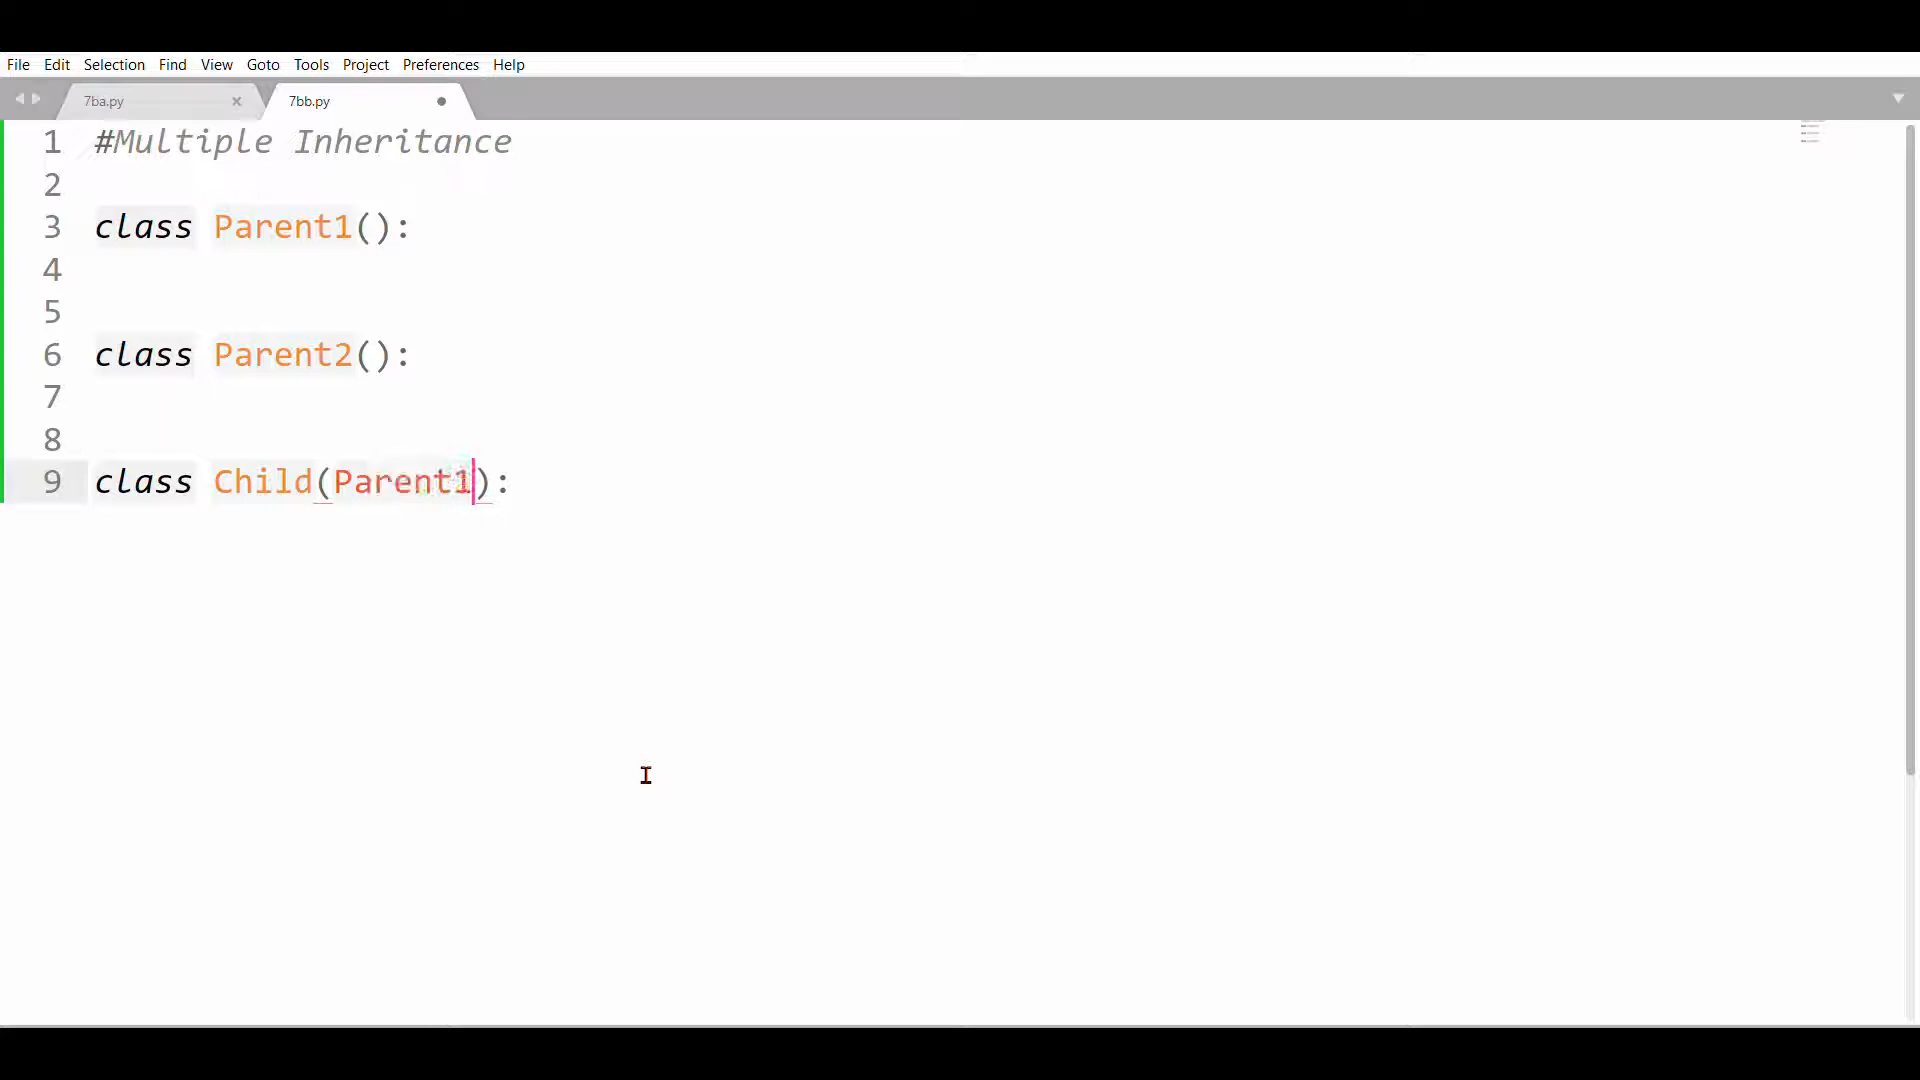 File Edit Selection Find View Goto Tools Project Preferences Help
7ba.py × 7bb.py
1 #Multiple Inheritance
2
3 class Parent1():
4
5
6 class Parent2():
7
8
9 class Child(Parent1):